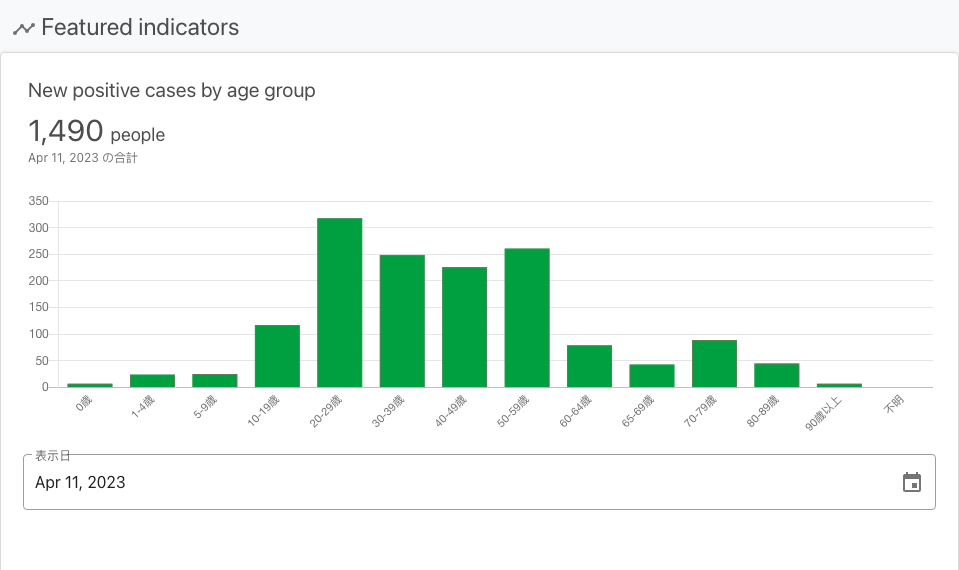 Featured indicators
New positive cases by age group
1,490 people
Apr 11, 2023 の合計
350
300
250
200
150
100
50
0
0歳
1-4歳
5-9歳
10-19歳
20-29歳
30-39歳
40-49歳
50-59歳
60-64歳
65-69歳
70-79歳
80-89歳
90歳以上
不明
表示日
Apr 11, 2023